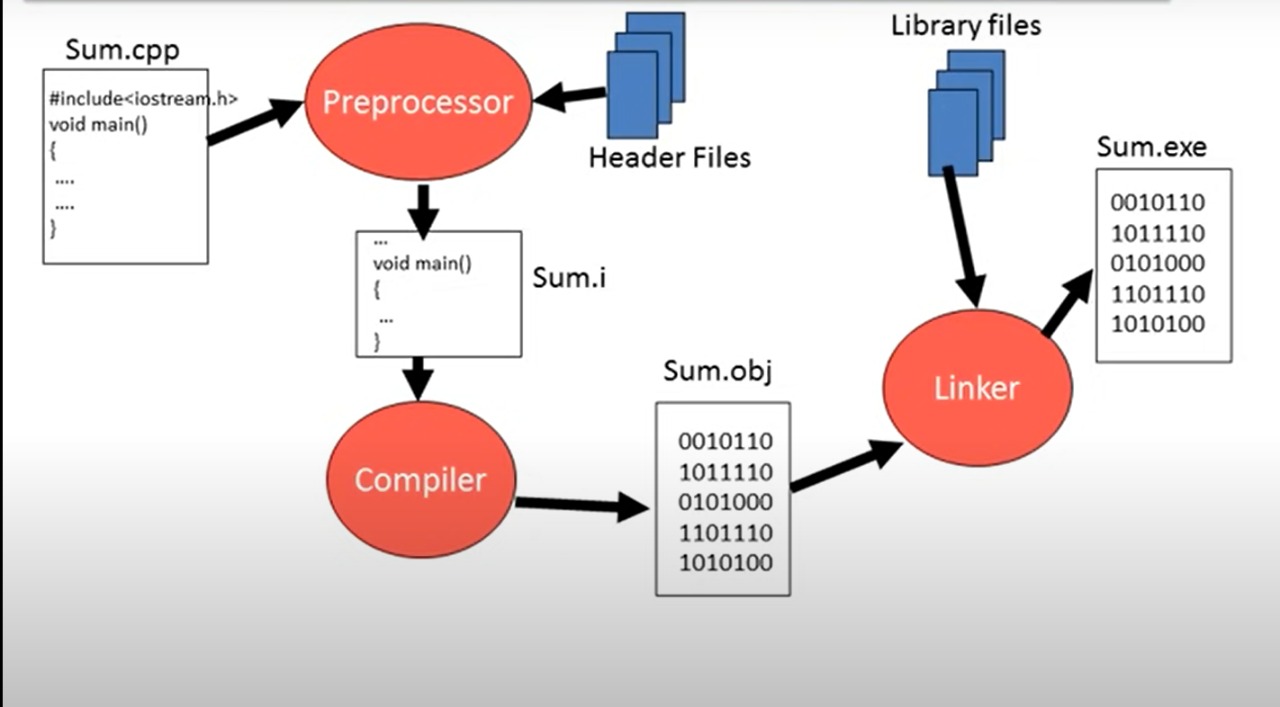 Sum.cpp
#include<iostream.h>
void main()
{
....
....
}
Preprocessor
Header Files
...
void main()
{
...
}
Sum.i
Compiler
Sum.obj
0010110
1011110
0101000
1101110
1010100
Library files
Linker
Sum.exe
0010110
1011110
0101000
1101110
1010100